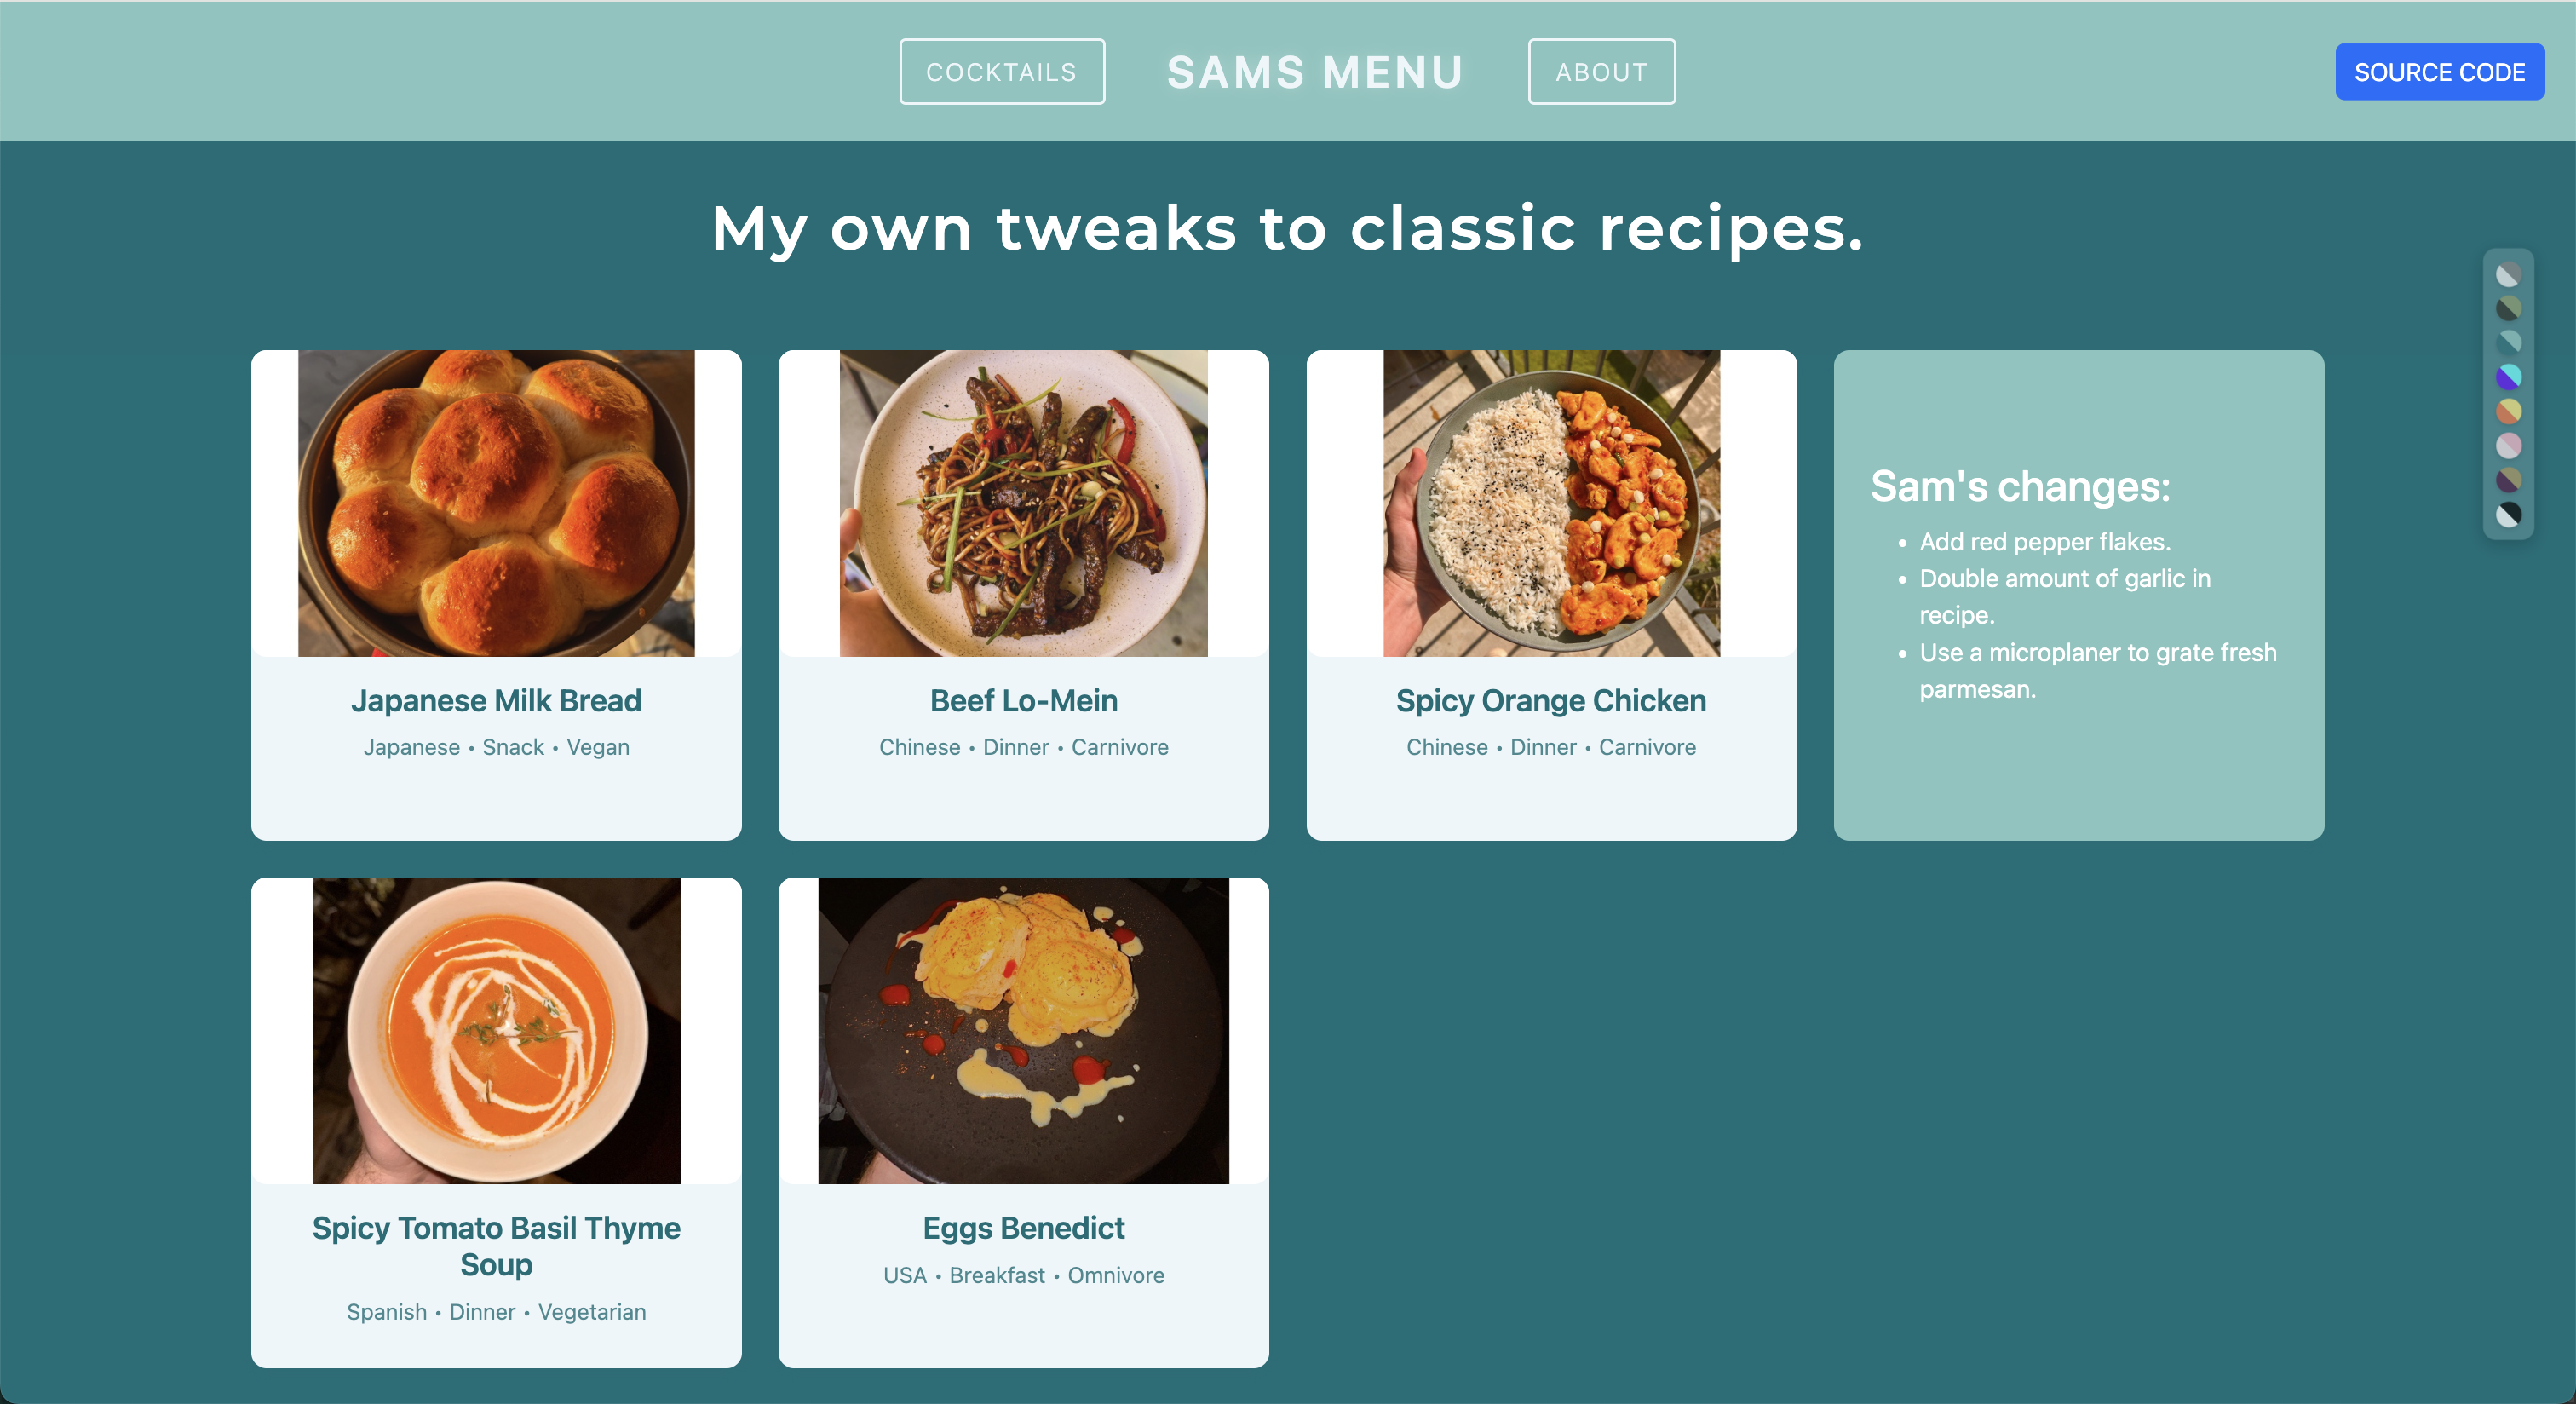 COCKTAILS
SAMS MENU
ABOUT
SOURCE CODE
My own tweaks to classic recipes.
Japanese Milk Bread
Japanese • Snack • Vegan
Beef Lo-Mein
Chinese • Dinner • Carnivore
Spicy Orange Chicken
Chinese • Dinner • Carnivore
Sam's changes:
• Add red pepper flakes.
• Double amount of garlic in
recipe.
• Use a microplaner to grate fresh
parmesan.
Spicy Tomato Basil Thyme
Soup
Spanish • Dinner • Vegetarian
Eggs Benedict
USA • Breakfast • Omnivore